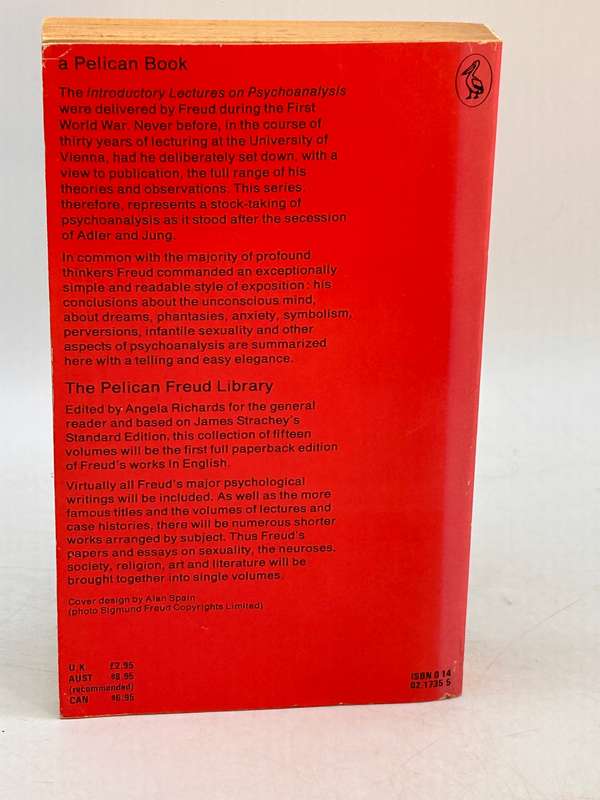 a Pelican Book
The Introductory Lectures on Psychoanalysis
were delivered by Freud during the First
World War. Never before, in the course of
thirty years of lecturing at the University of
Vienna, had he deliberately set down, with a
view to publication, the full range of his
theories and observations. This series,
therefore, represents a stock-taking of
psychoanalysis as it stood after the secession
of Adler and Jung.
In common with the majority of profound
thinkers Freud commanded an exceptionally
simple and readable style of exposition: his
conclusions about the unconscious mind,
about dreams, phantasies, anxiety, symbolism,
perversions, infantile sexuality and other
aspects of psychoanalysis are summarized
here with a telling and easy elegance.
The Pelican Freud Library
Edited by Angela Richards for the general
reader and based on James Strachey's
Standard Edition, this collection of fifteen
volumes will be the first full paperback edition
of Freud's works in English.
Virtually all Freud's major psychological
writings will be included. As well as the more
famous titles and the volumes of lectures and
case histories, there will be numerous shorter
works arranged by subject. Thus Freud's
papers and essays on sexuality, the neuroses,
society, religion, art and literature will be
brought together into single volumes.
Cover design by Alan Spain
(photo Sigmund Freud Copyrights Limited)
U.K. £2.95
AUST $8.95
(recommended)
CAN $6.95
ISBN 0 14
02.1735 5